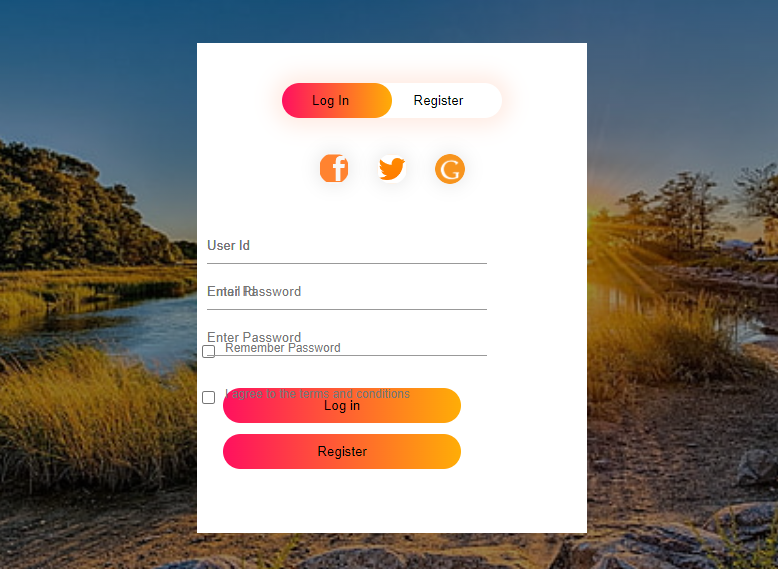 Log In Register
f G
User Id
Email Id
Enter Password
Enter Password
Remember Password
I agree to the terms and conditions
Log in
Register